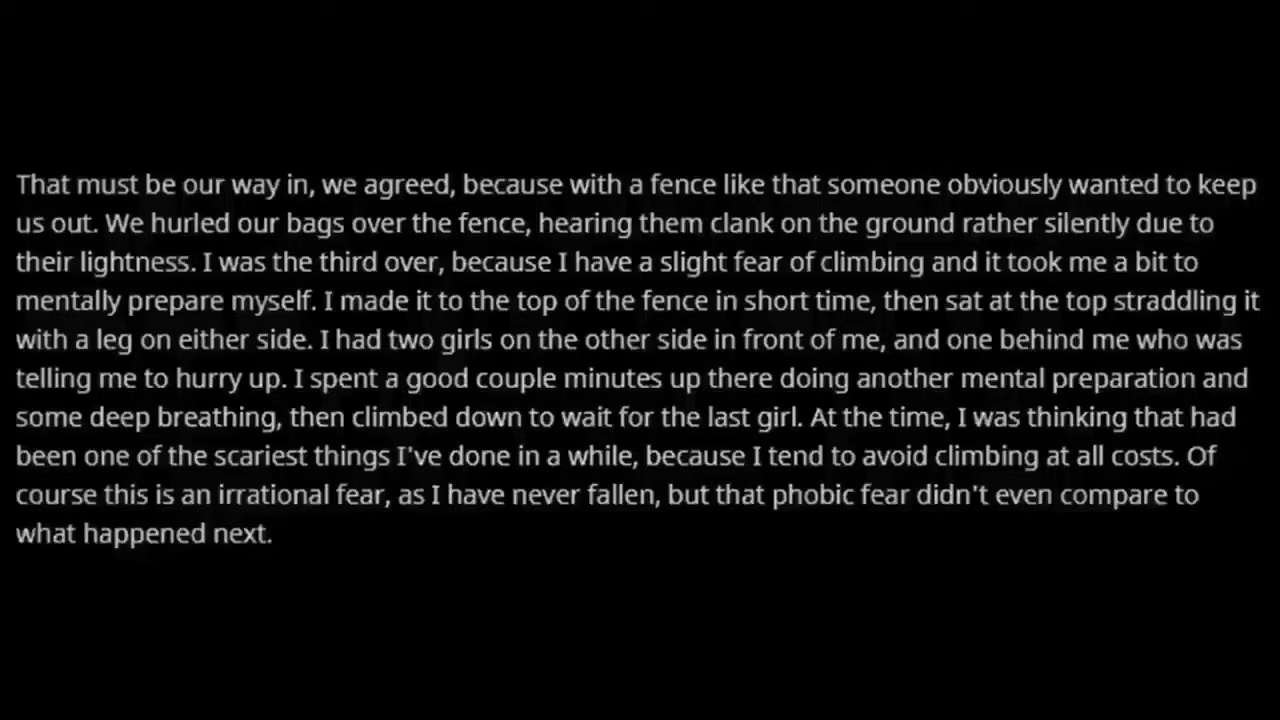 That must be our way in, we agreed, because with a fence like that someone obviously wanted to keep
us out. We hurled our bags over the fence, hearing them clank on the ground rather silently due to
their lightness. I was the third over, because I have a slight fear of climbing and it took me a bit to
mentally prepare myself. I made it to the top of the fence in short time, then sat at the top straddling it
with a leg on either side. I had two girls on the other side in front of me, and one behind me who was
telling me to hurry up. I spent a good couple minutes up there doing another mental preparation and
some deep breathing, then climbed down to wait for the last girl. At the time, I was thinking that had
been one of the scariest things I've done in a while, because I tend to avoid climbing at all costs. Of
course this is an irrational fear, as I have never fallen, but that phobic fear didn't even compare to
what happened next.